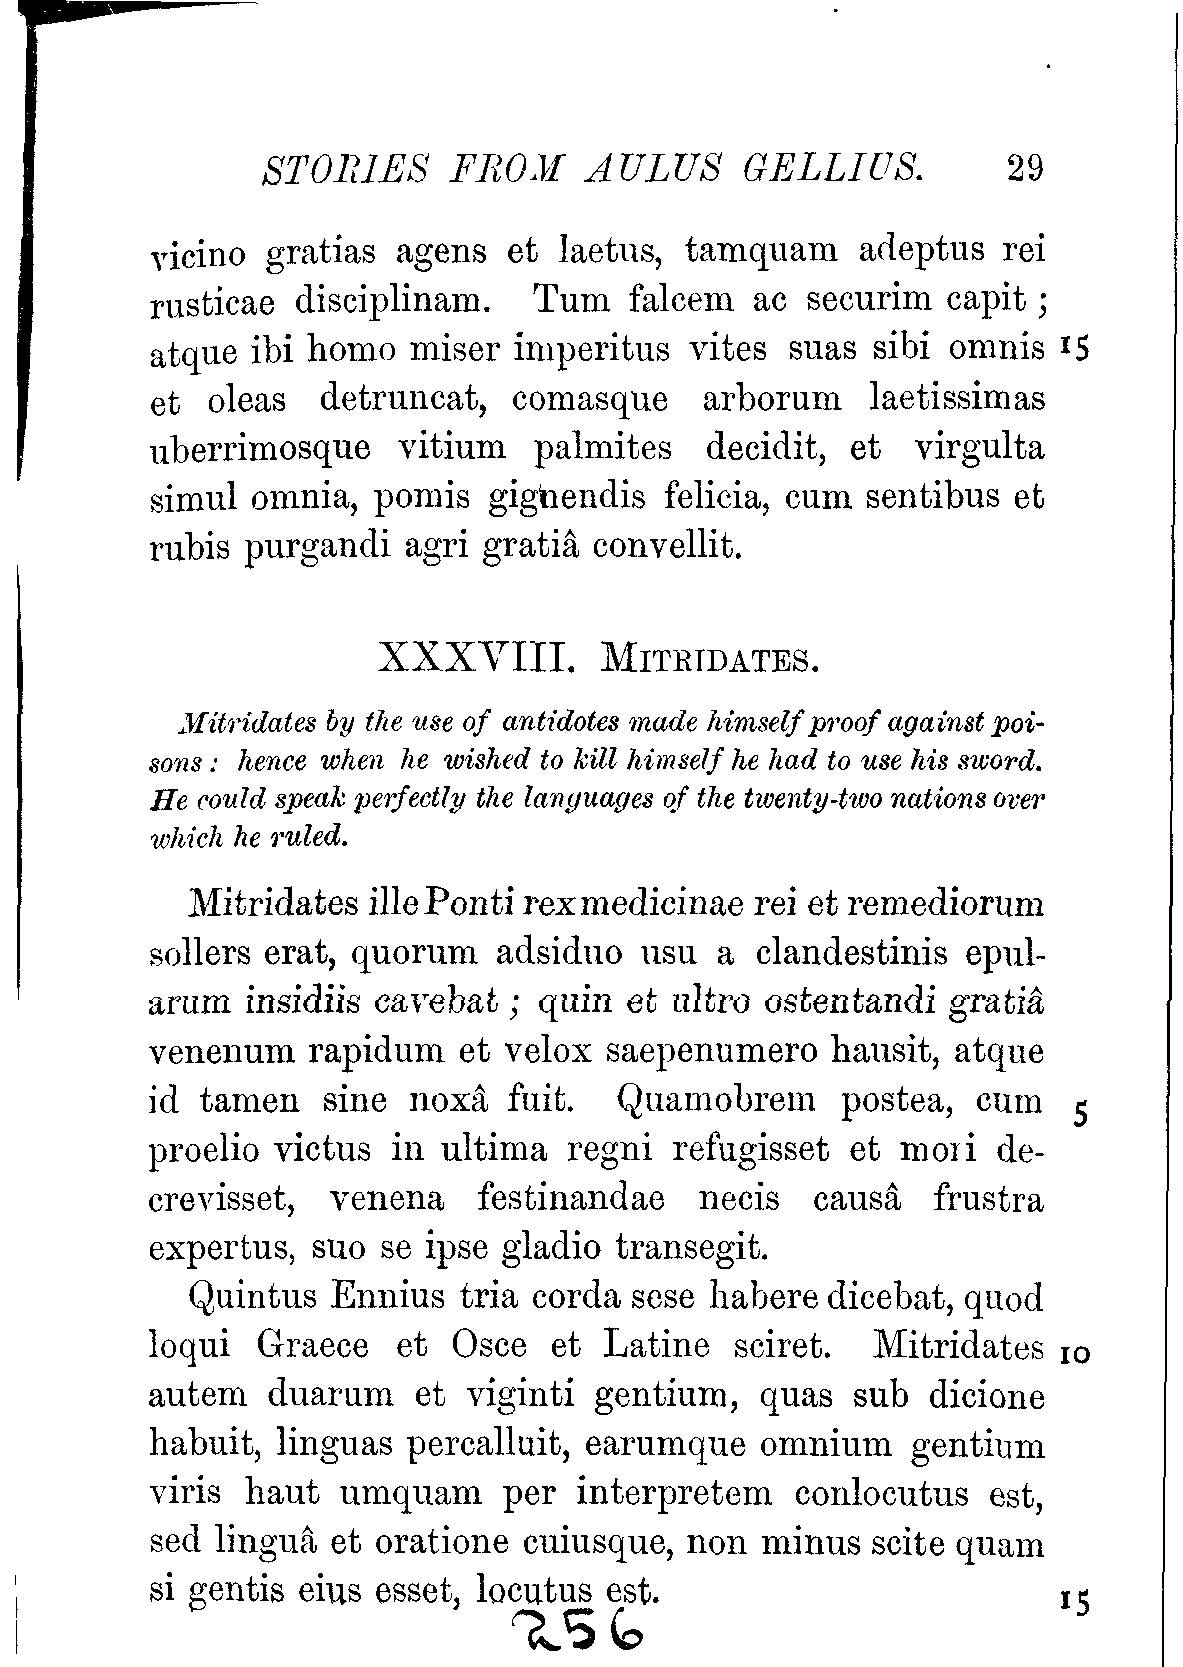 STORIES FROM AULUS GELLIUS. 29
vicino gratias agens et laetus, tamquam adeptus rei
rusticae disciplinam. Tum falcem ac securim capit ;
atque ibi homo miser imperitus vites suas sibi omnis 15
et oleas detruncat, comasque arborum laetissimas
uberrimosque vitium palmites decidit, et virgulta
simul omnia, pomis gignendis felicia, cum sentibus et
rubis purgandi agri gratiâ convellit.
XXXVIII. MITRIDATES.
Mitridates by the use of antidotes made himself proof against poi-
sons : hence when he wished to kill himself he had to use his sword.
He could speak perfectly the languages of the twenty-two nations over
which he ruled.
Mitridates ille Ponti rex medicinae rei et remediorum
sollers erat, quorum adsiduo usu a clandestinis epul-
arum insidiis cavebat ; quin et ultro ostentandi gratiâ
venenum rapidum et velox saepenumero hausit, atque
id tamen sine noxâ fuit. Quamobrem postea, cum 5
proelio victus in ultima regni refugisset et mori de-
crevisset, venena festinandae necis causâ frustra
expertus, suo se ipse gladio transegit.
Quintus Ennius tria corda sese habere dicebat, quod
loqui Graece et Osce et Latine sciret. Mitridates 10
autem duarum et viginti gentium, quas sub dicione
habuit, linguas percalluit, earumque omnium gentium
viris haut umquam per interpretem conlocutus est,
sed linguâ et oratione cuiusque, non minus scite quam
si gentis eius esset, locutus est. 15
256